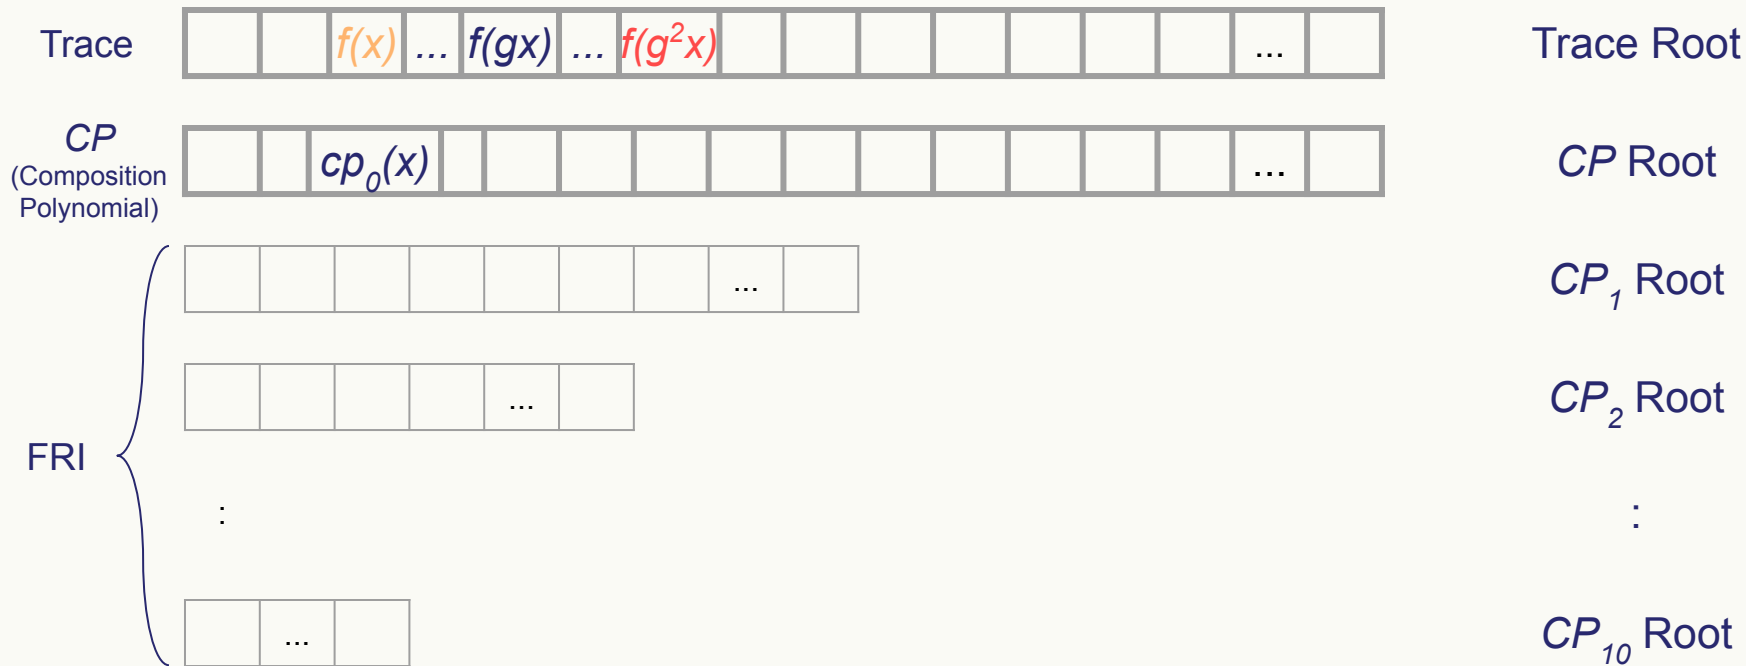 Trace f(x) ... f(gx) ... f(g²x) ... Trace Root
CP
(Composition
Polynomial)
cp₀(x) ... CP Root
... CP₁ Root
... CP₂ Root
FRI
: :
... CP₁₀ Root